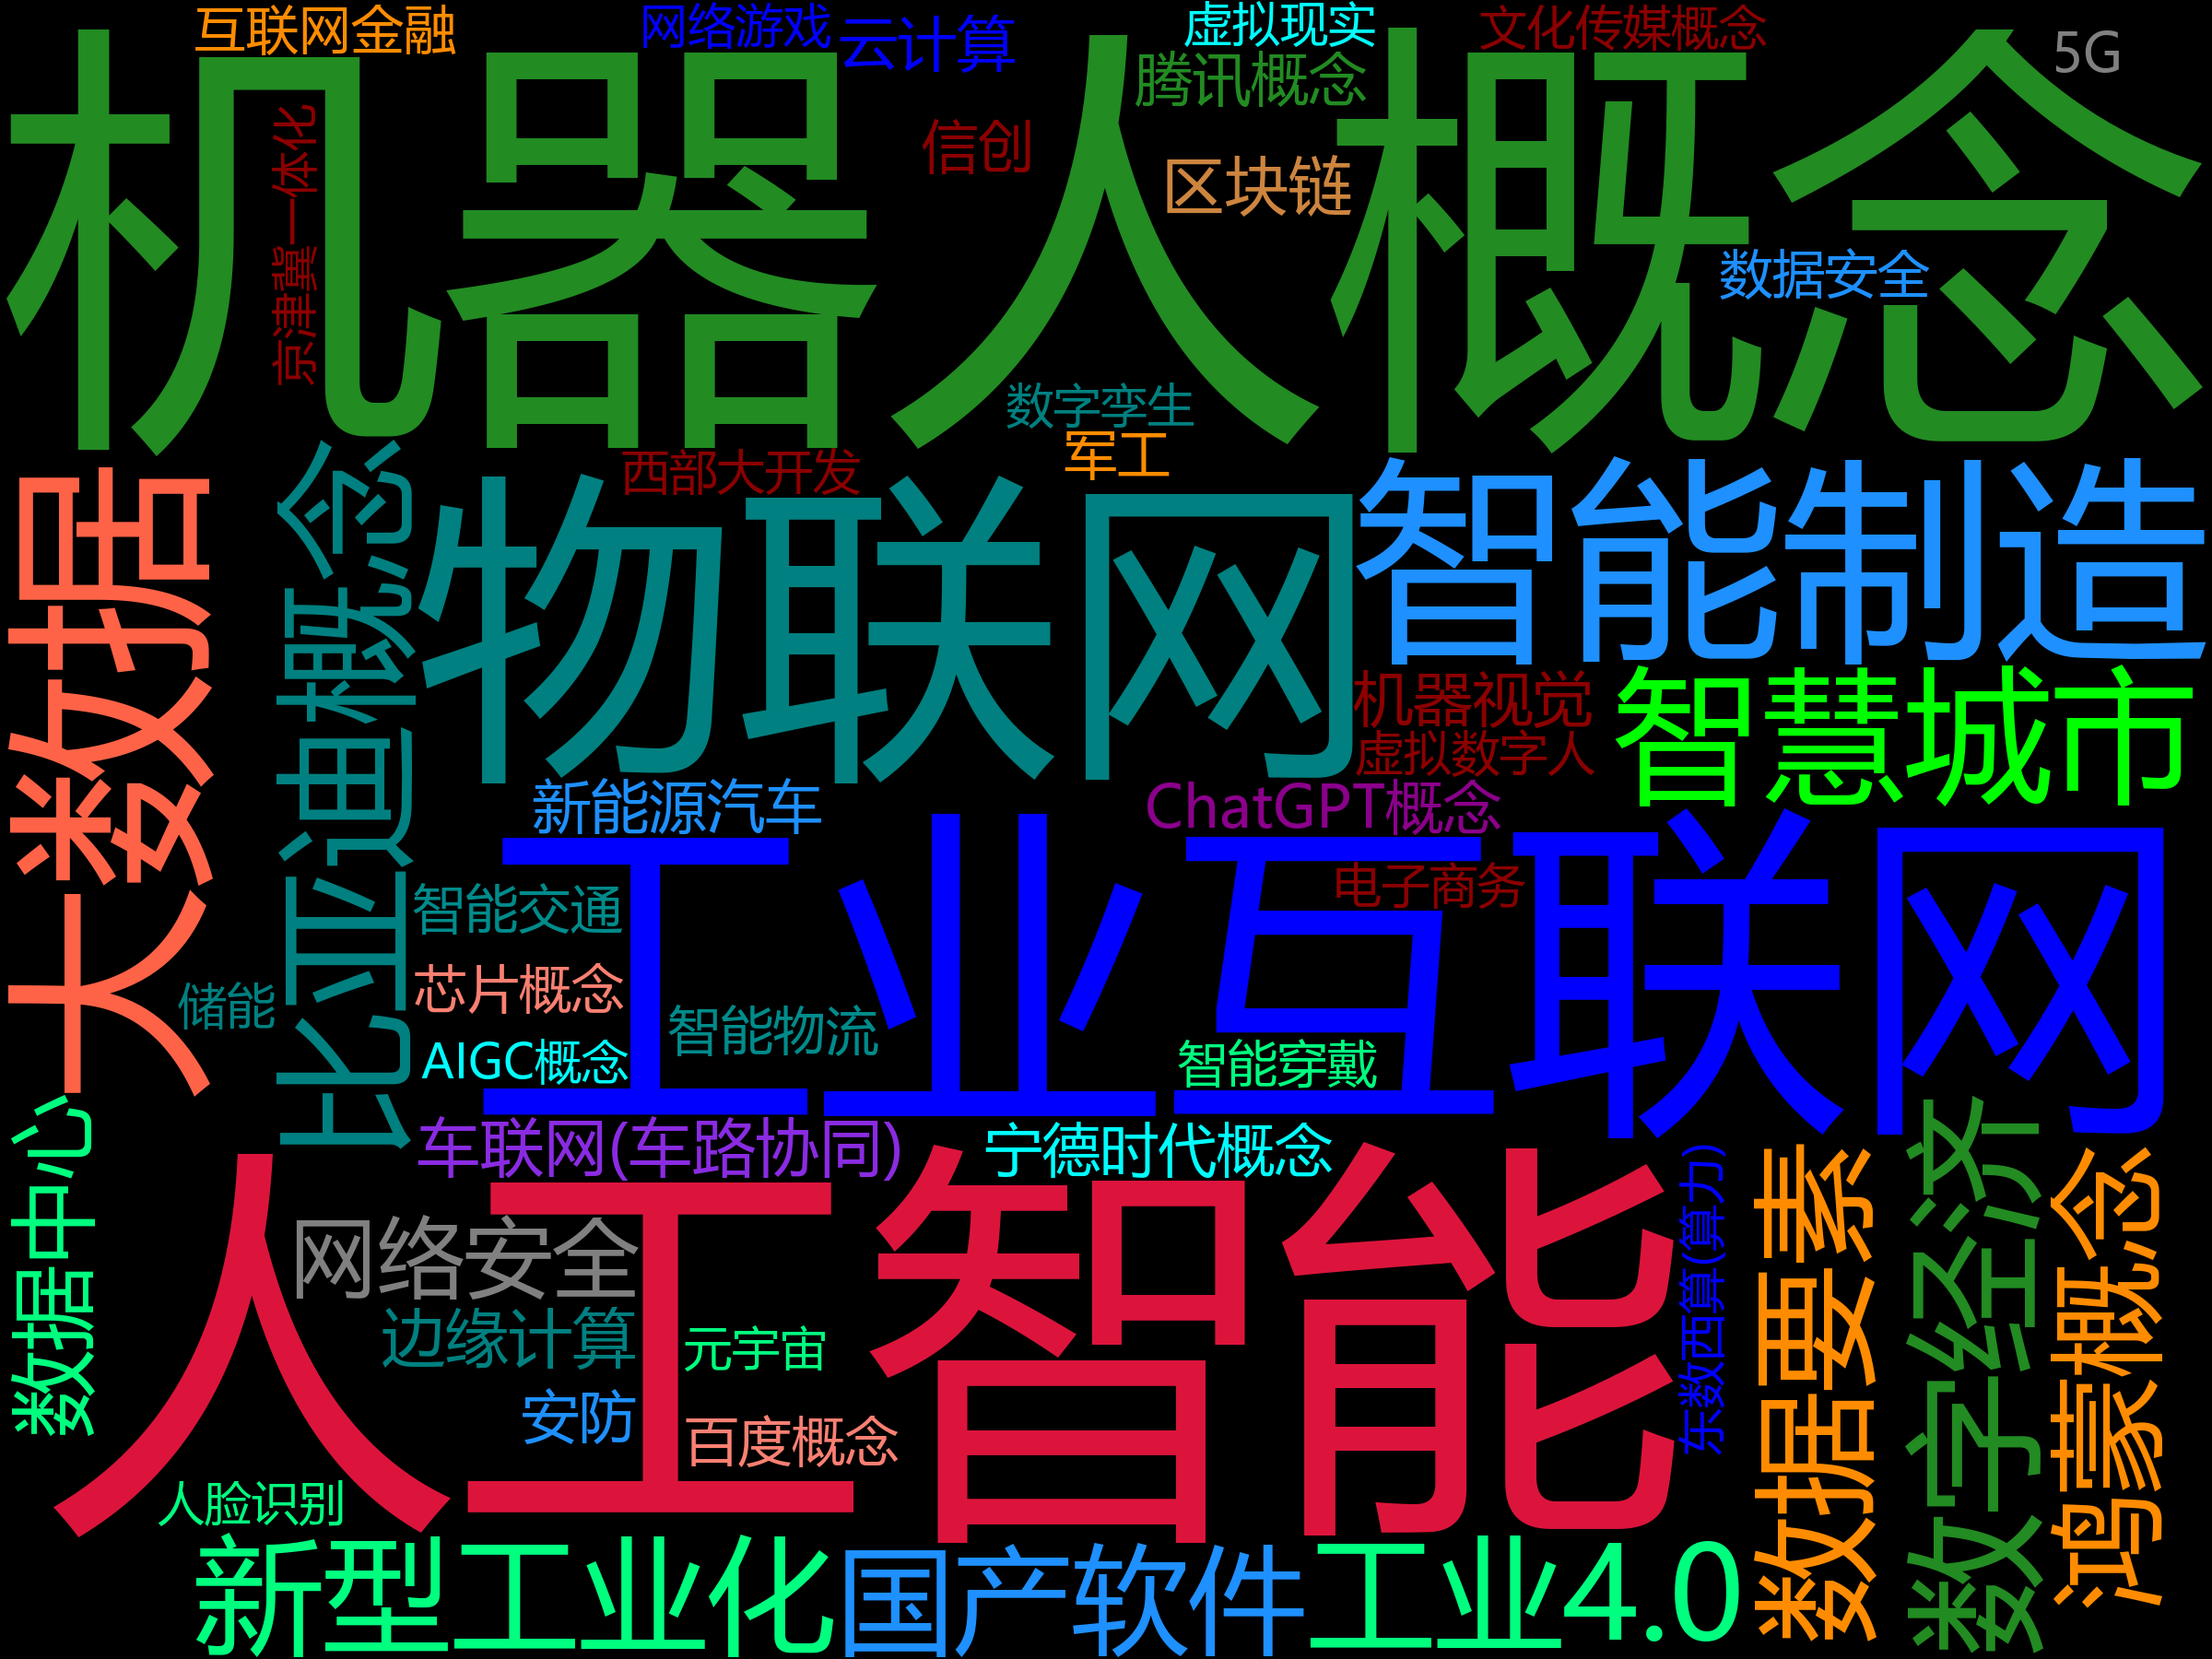 互联网金融
网络游戏
云计算
虚拟现实
文化传媒概念
5G
机器人概念
腾讯概念
信创
区块链
京津冀一体化
数据安全
数字孪生
军工
西部大开发
大数据
比亚迪概念
物联网
智能制造
机器视觉
智慧城市
虚拟数字人
新能源汽车
ChatGPT概念
工业互联网
电子商务
智能交通
芯片概念
储能
智能物流
AIGC概念
智能穿戴
数据中心
车联网(车路协同)
宁德时代概念
人工智能
网络安全
边缘计算
元宇宙
安防
百度概念
东数西算(算力)
数据要素
数字经济
鸿蒙概念
人脸识别
新型工业化
国产软件
工业4.0